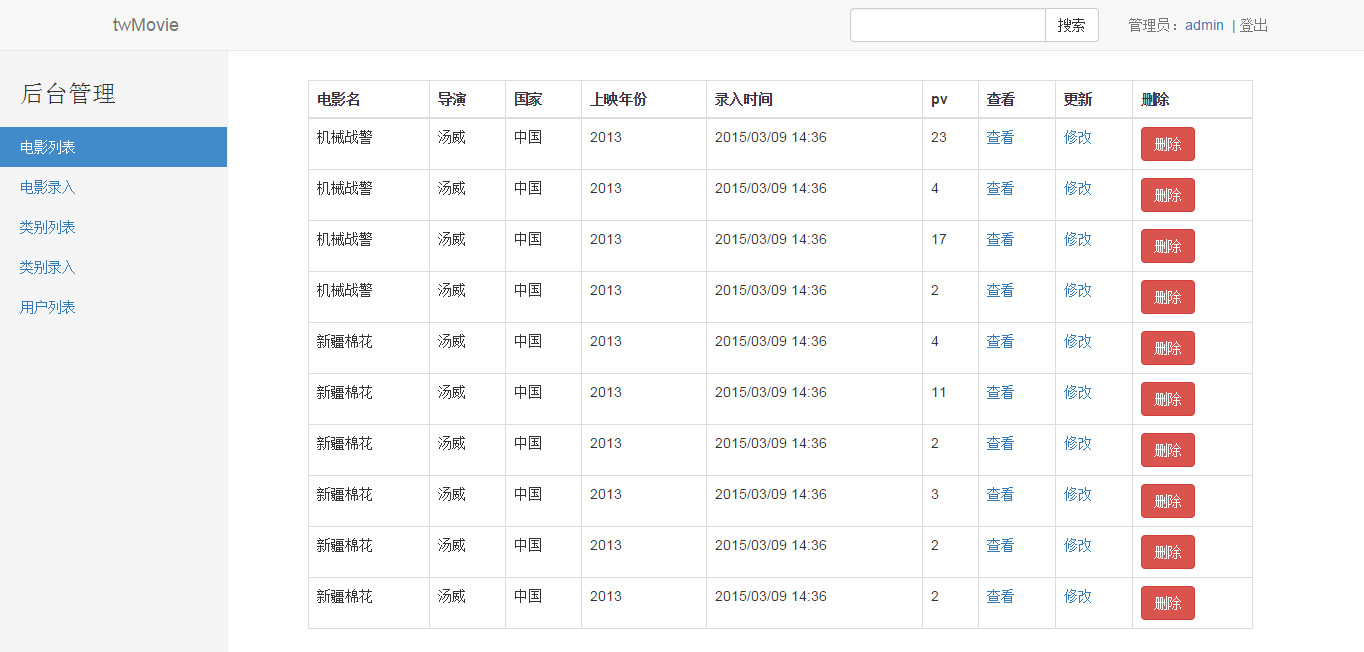 twMovie 搜索 管理员：admin | 登出
后台管理
电影列表
电影录入
类别列表
类别录入
用户列表
电影名 导演 国家 上映年份 录入时间 pv 查看 更新 删除
机械战警 汤威 中国 2013 2015/03/09 14:36 23 查看 修改 删除
机械战警 汤威 中国 2013 2015/03/09 14:36 4 查看 修改 删除
机械战警 汤威 中国 2013 2015/03/09 14:36 17 查看 修改 删除
机械战警 汤威 中国 2013 2015/03/09 14:36 2 查看 修改 删除
新疆棉花 汤威 中国 2013 2015/03/09 14:36 4 查看 修改 删除
新疆棉花 汤威 中国 2013 2015/03/09 14:36 11 查看 修改 删除
新疆棉花 汤威 中国 2013 2015/03/09 14:36 2 查看 修改 删除
新疆棉花 汤威 中国 2013 2015/03/09 14:36 3 查看 修改 删除
新疆棉花 汤威 中国 2013 2015/03/09 14:36 2 查看 修改 删除
新疆棉花 汤威 中国 2013 2015/03/09 14:36 2 查看 修改 删除